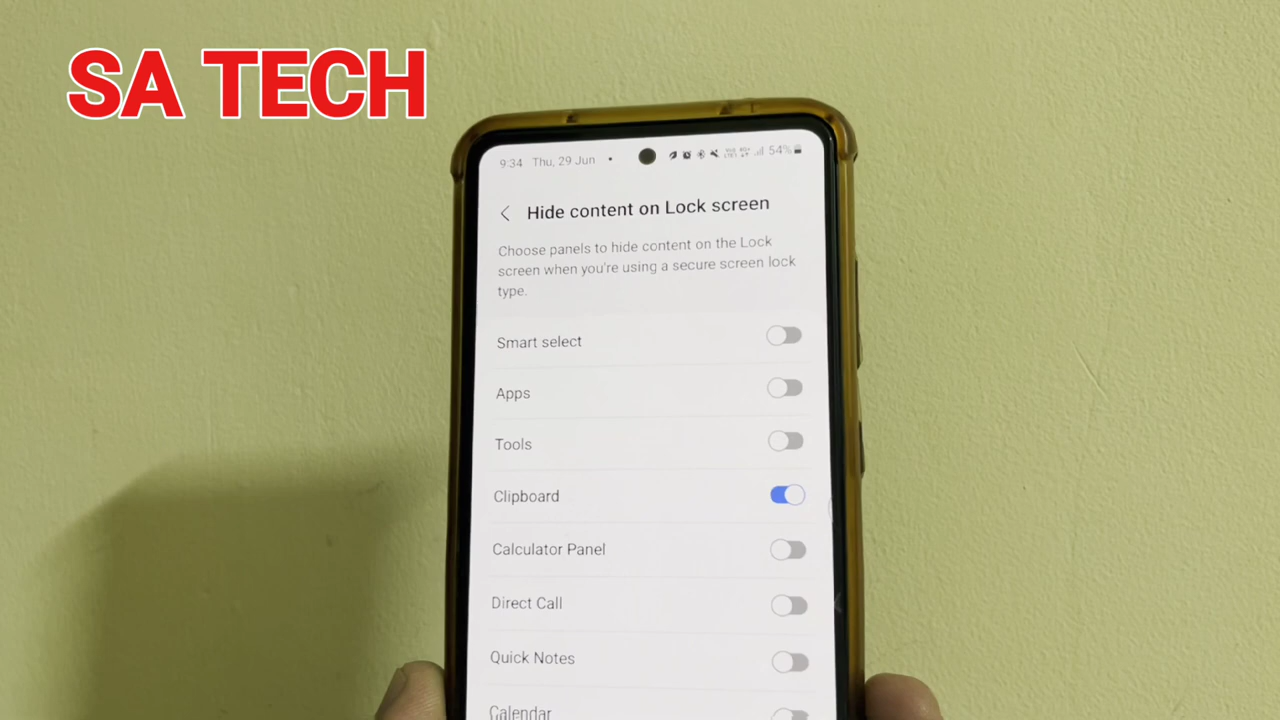 SA TECH
9:34 Thu, 29 Jun
54%
Hide content on Lock screen
Choose panels to hide content on the Lock
screen when you're using a secure screen lock
type.
Smart select
Apps
Tools
Clipboard
Calculator Panel
Direct Call
Quick Notes
Calendar